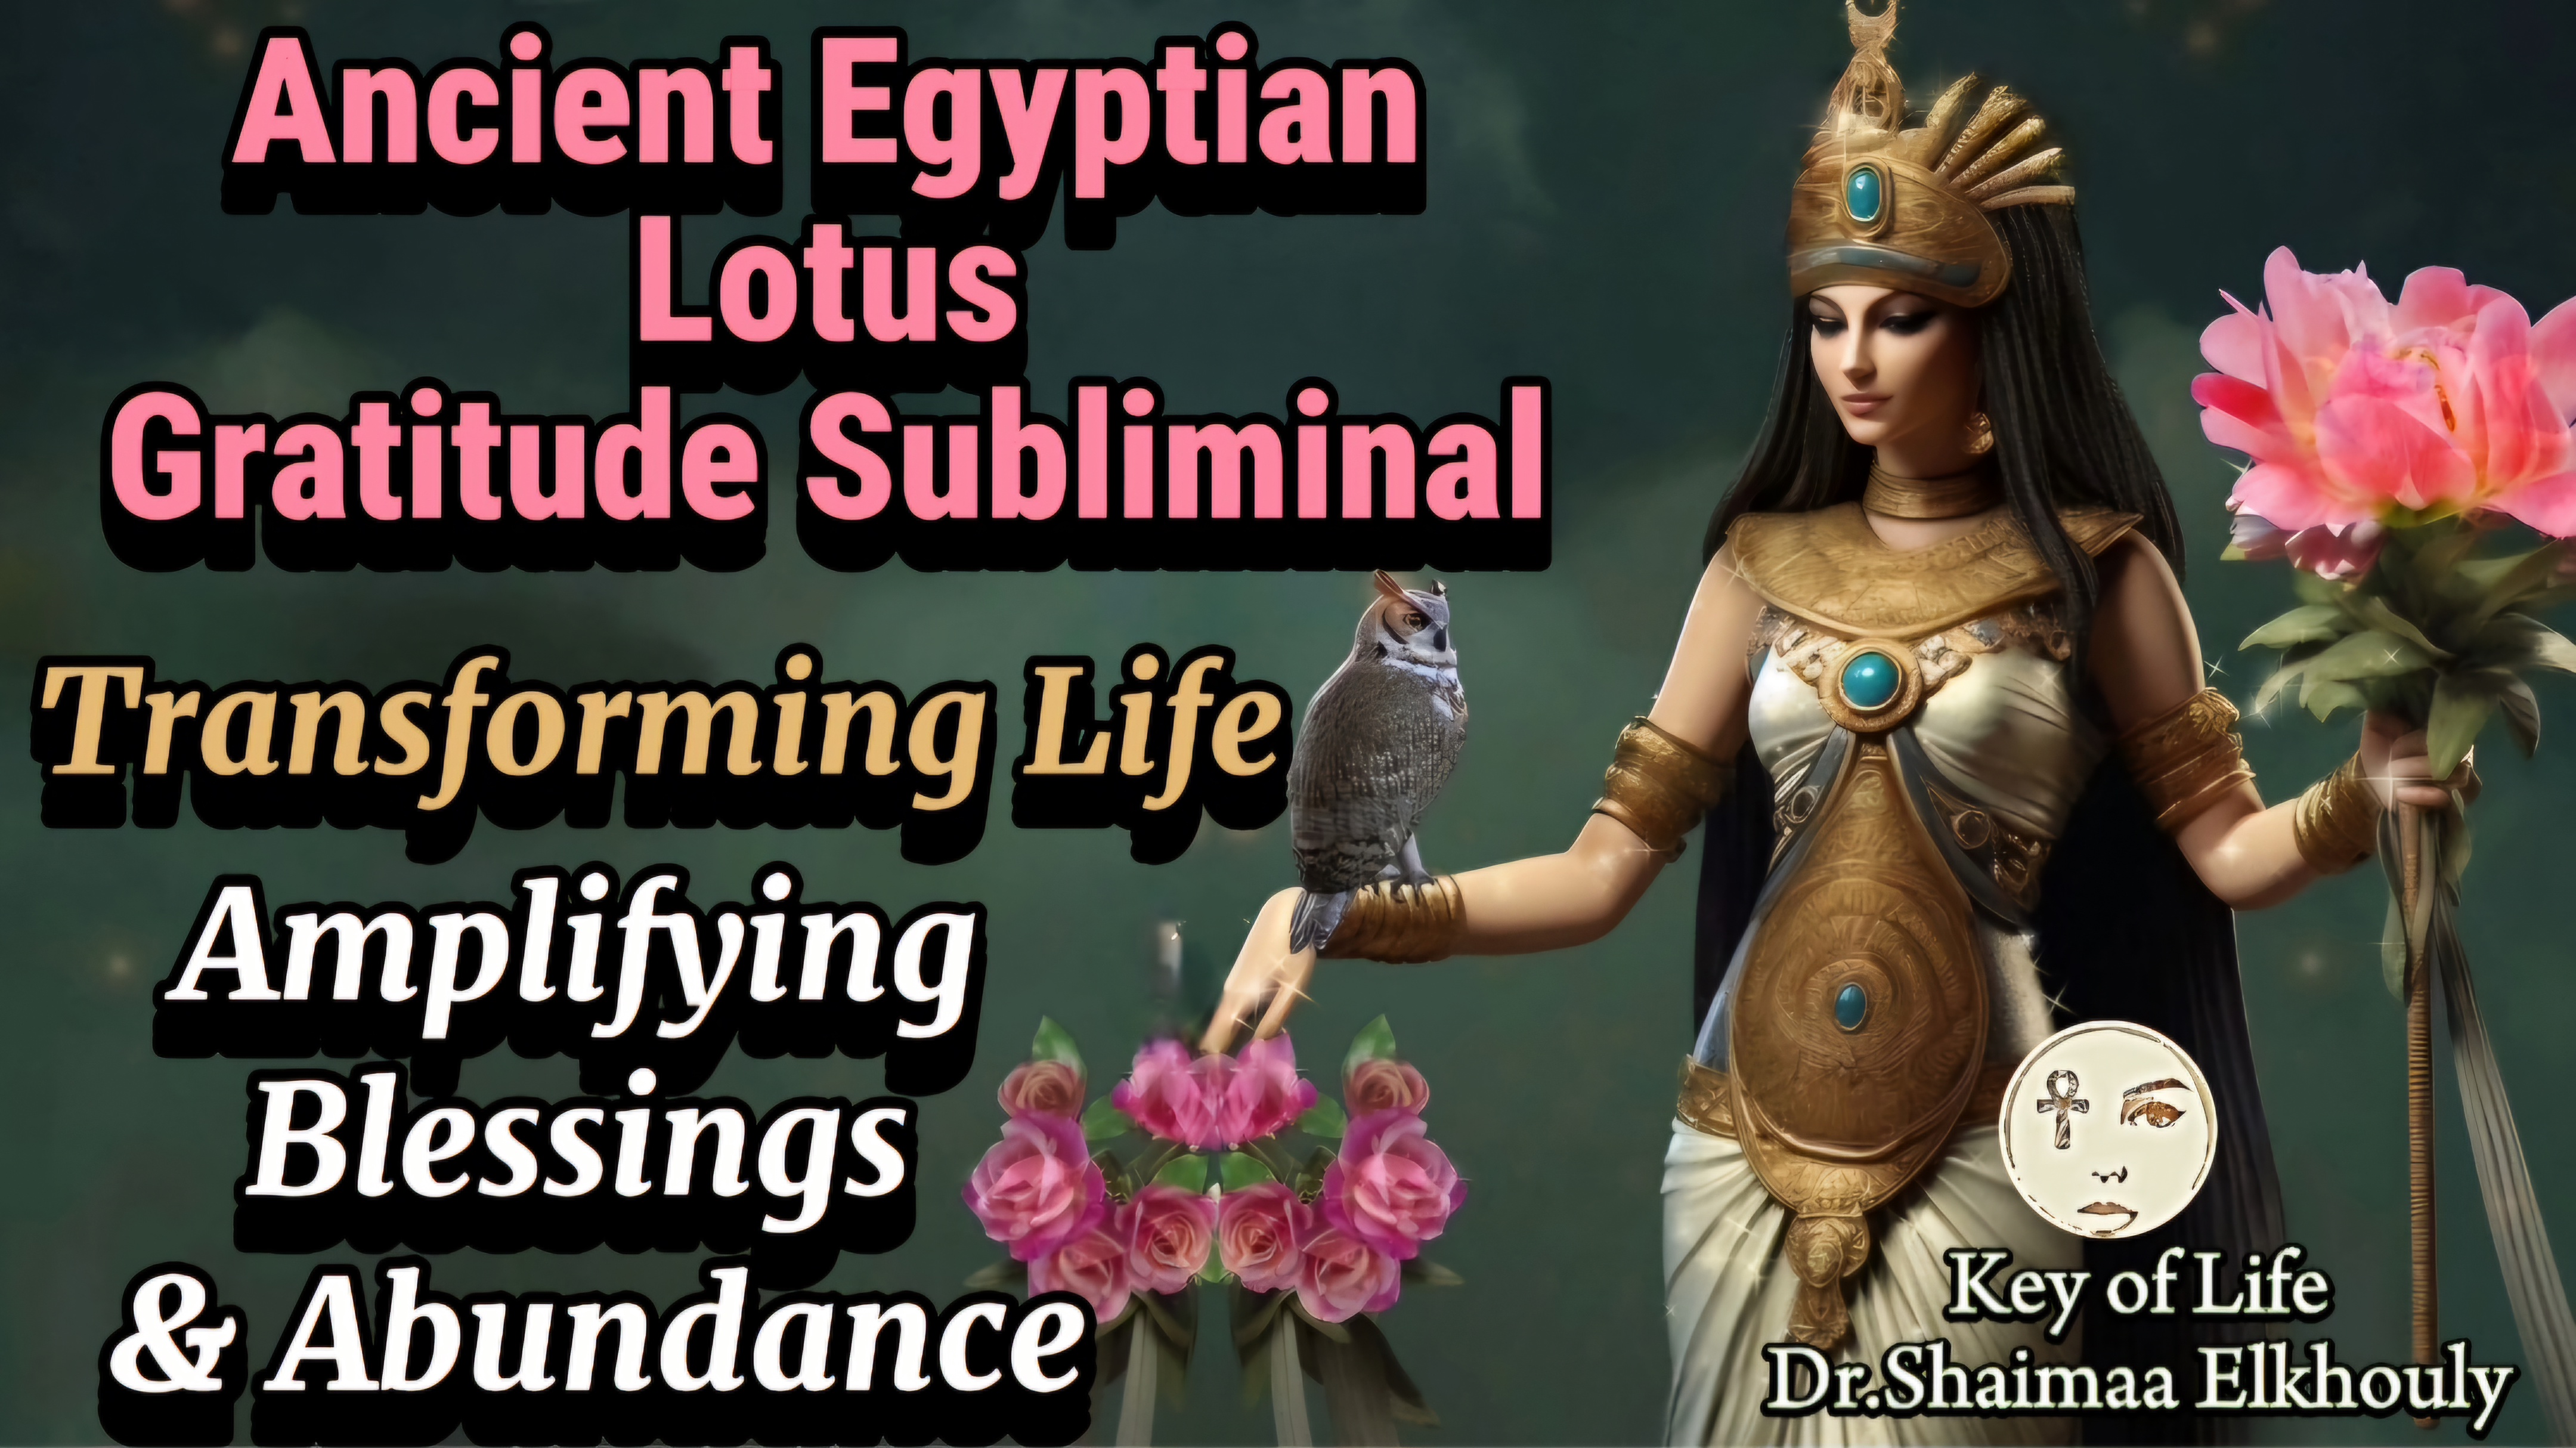 Ancient Egyptian
Lotus
Gratitude Subliminal
Transforming Life
Amplifying
Blessings
& Abundance
Key of Life
Dr.Shaimaa Elkhouly